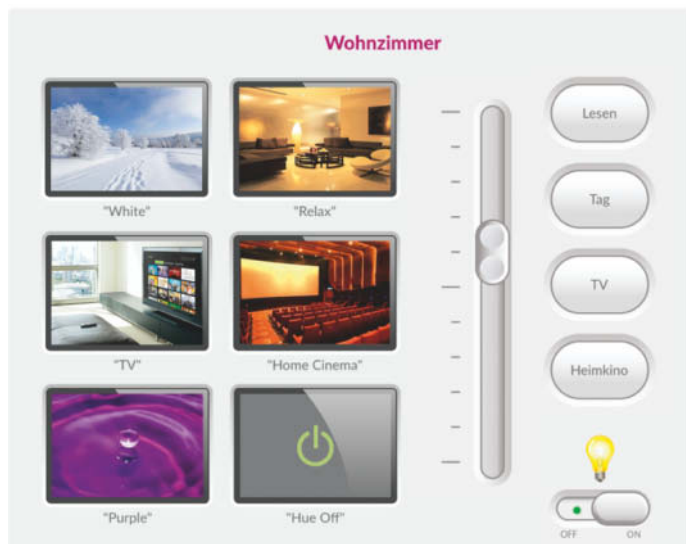 Wohnzimmer
"White"
"Relax"
"TV"
"Home Cinema"
"Purple"
"Hue Off"
Lesen
Tag
TV
Heimkino
OFF
ON